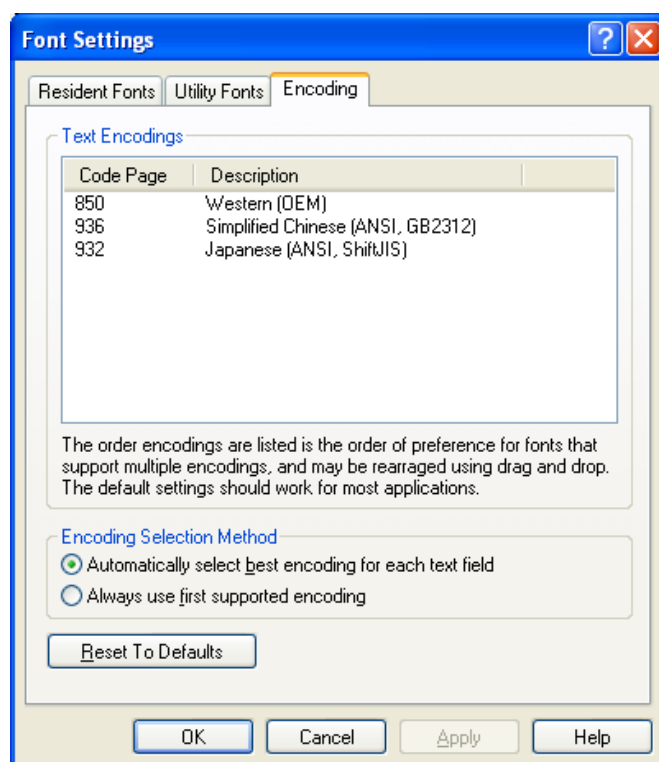 Font Settings
Resident Fonts Utility Fonts Encoding
Text Encodings
Code Page Description
850 Western (OEM)
936 Simplified Chinese (ANSI, GB2312)
932 Japanese (ANSI, ShiftJIS)
The order encodings are listed is the order of preference for fonts that
support multiple encodings, and may be rearraged using drag and drop.
The default settings should work for most applications.
Encoding Selection Method
Automatically select best encoding for each text field
Always use first supported encoding
Reset To Defaults
OK Cancel Apply Help